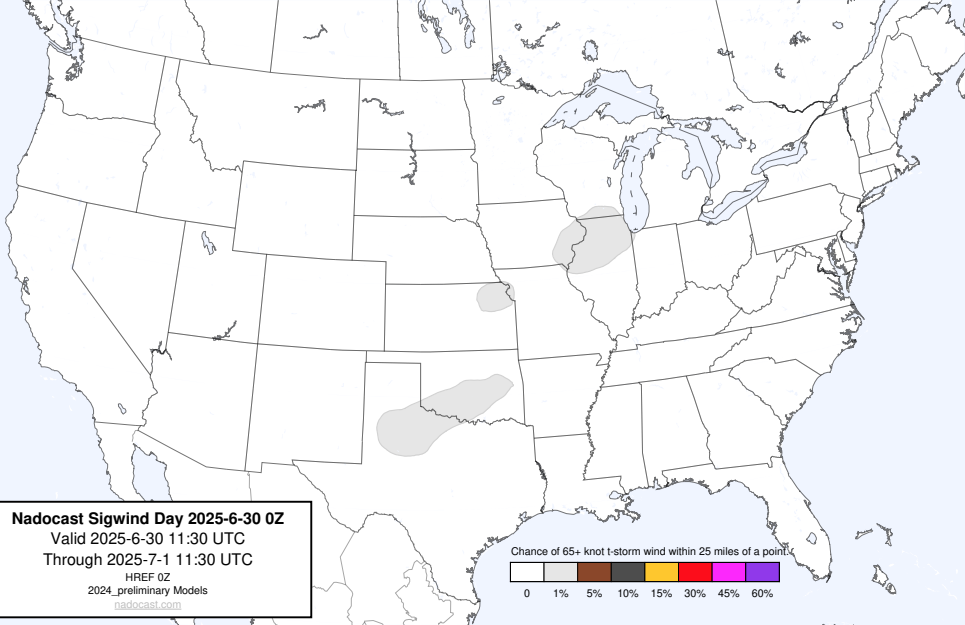 Nadocast Sigwind Day 2025-6-30 0Z
Valid 2025-6-30 11:30 UTC
Through 2025-7-1 11:30 UTC
HREF 0Z
2024_preliminary Models
nadocast.com
Chance of 65+ knot t-storm wind within 25 miles of a point.
0 1% 5% 10% 15% 30% 45% 60%